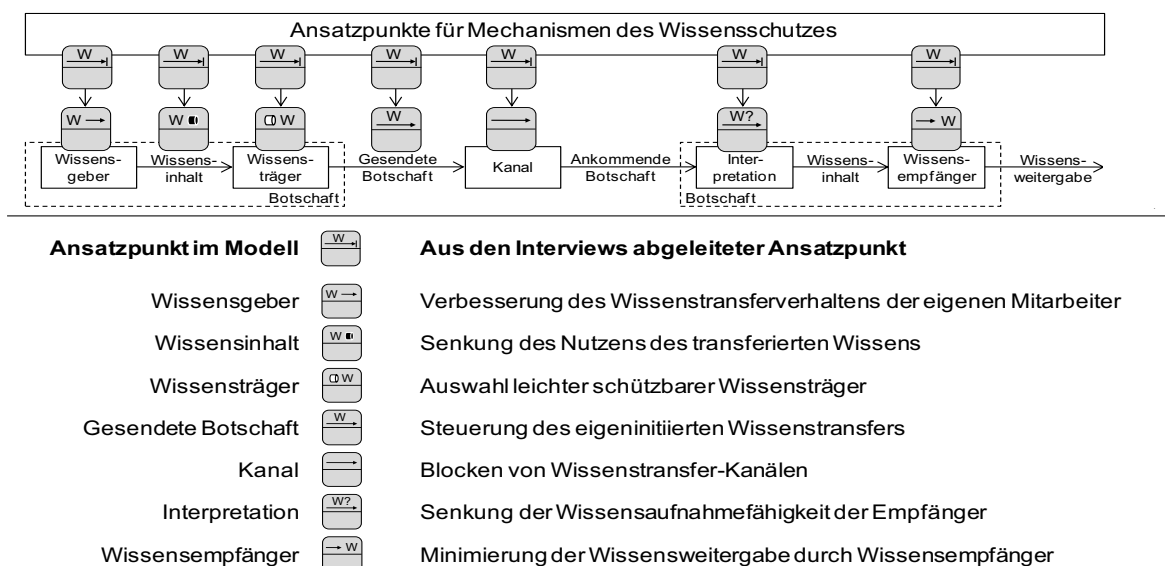 Ansatzpunkte für Mechanismen des Wissensschutzes
W W W W W W W
W W W W W? W
Wissens-
geber
Wissens-
inhalt
Wissens-
träger
Botschaft
Gesendete
Botschaft
Kanal
Ankommende
Botschaft
Inter-
pretation
Wissens-
inhalt
Wissens-
empfänger
Botschaft
Wissens-
weitergabe
Ansatzpunkt im Modell W Aus den Interviews abgeleiteter Ansatzpunkt
Wissensgeber W Verbesserung des Wissenstransferverhaltens der eigenen Mitarbeiter
Wissensinhalt W Senkung des Nutzens des transferierten Wissens
Wissensträger W Auswahl leichter schützbarer Wissensträger
Gesendete Botschaft W Steuerung des eigeninitiierten Wissenstransfers
Kanal Blocken von Wissenstransfer-Kanälen
Interpretation W? Senkung der Wissensaufnahmefähigkeit der Empfänger
Wissensempfänger W Minimierung der Wissensweitergabe durch Wissensempfänger